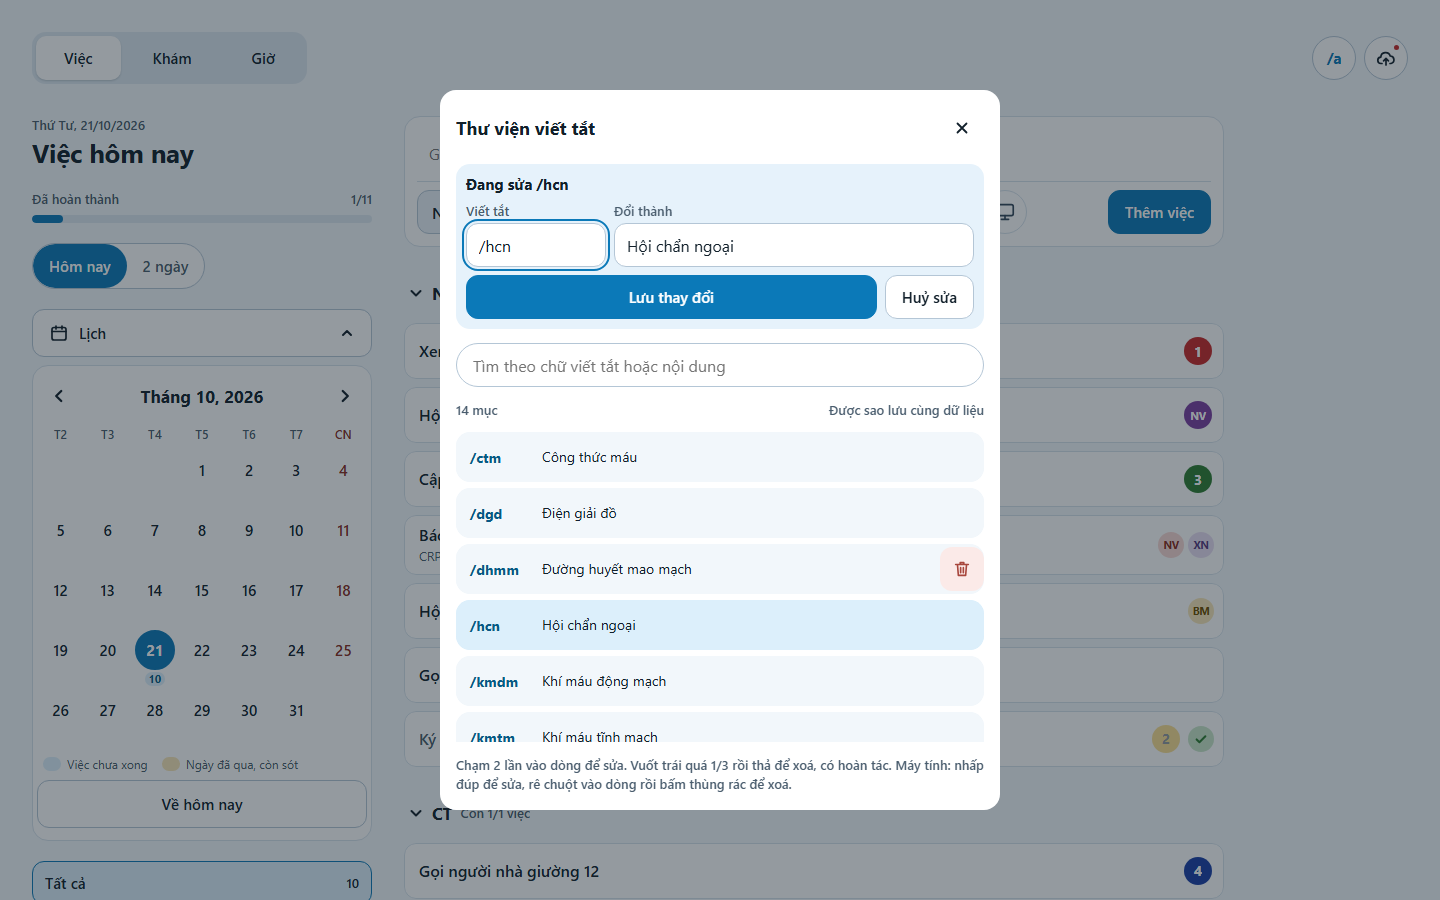 Việc
Khám
Giờ
/a
Thứ Tư, 21/10/2026
Việc hôm nay
Đã hoàn thành
1/11
Hôm nay
2 ngày
Lịch
Tháng 10, 2026
T2 T3 T4 T5 T6 T7 CN
1 2 3 4
5 6 7 8 9 10 11
12 13 14 15 16 17 18
19 20 21 22 23 24 25
10
26 27 28 29 30 31
Việc chưa xong
Ngày đã qua, còn sót
Về hôm nay
Tất cả
10
Thư viện viết tắt
Đang sửa /hcn
Viết tắt
Đổi thành
/hcn
Hội chẩn ngoại
Lưu thay đổi
Huỷ sửa
Tìm theo chữ viết tắt hoặc nội dung
14 mục
Được sao lưu cùng dữ liệu
/ctm Công thức máu
/dgd Điện giải đồ
/dhmm Đường huyết mao mạch
/hcn Hội chẩn ngoại
/kmdm Khí máu động mạch
/kmtm Khí máu tĩnh mạch
Chạm 2 lần vào dòng để sửa. Vuốt trái quá 1/3 rồi thả để xoá, có hoàn tác. Máy tính: nhấp
đúp để sửa, rê chuột vào dòng rồi bấm thùng rác để xoá.
Thêm việc
1
NV
3
CRP
NV XN
BM
Ký
2
CT Còn 1/1 việc
Gọi người nhà giường 12
4